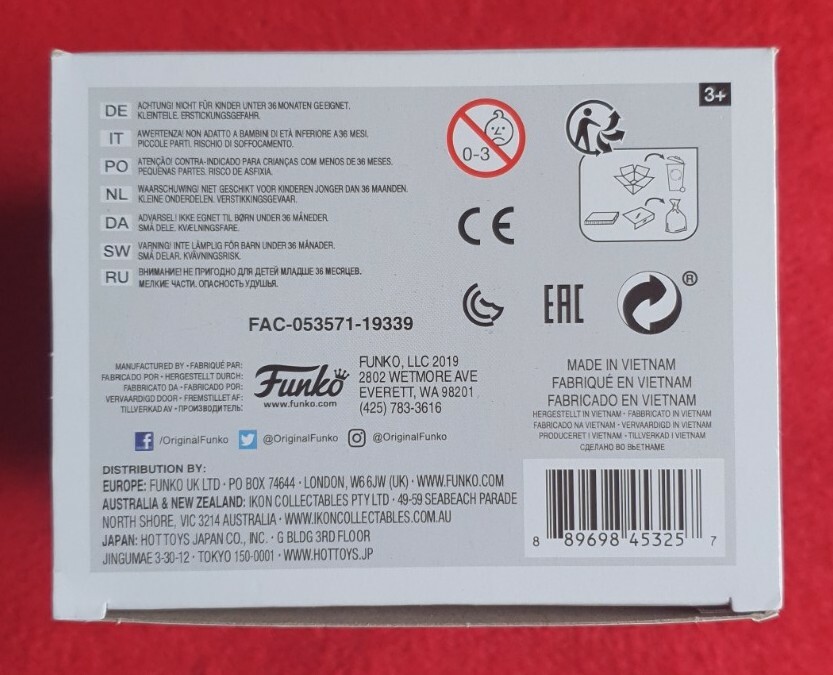 3+
DE ACHTUNG! NICHT FÜR KINDER UNTER 36 MONATEN GEEIGNET.
KLEINTEILE. ERSTICKUNGSGEFAHR.
IT AWERTENZA! NON ADATTO A BAMBINI DI ETÀ INFERIORE A 36 MESI.
PICCOLE PARTI. RISCHIO DI SOFFOCAMENTO.
PO ATENÇÃO! CONTRA-INDICADO PARA CRIANÇAS COM MENOS DE 36 MESES.
PEQUENAS PARTES. RISCO DE ASFIXIA.
NL WAARSCHUWING! NIET GESCHIKT VOOR KINDEREN JONGER DAN 36 MAANDEN.
KLEINE ONDERDELEN. VERSTIKKINGSGEVAAR.
DA ADVARSEL! IKKE EGNET TIL BØRN UNDER 36 MÅNEDER.
SMÅ DELE. KVÆLNINGSFARE.
SW VARNING! INTE LÄMPLIG FÖR BARN UNDER 36 MÅNADER.
SMÅ DELAR. KVÄVNINGSRISK.
RU ВНИМАНИЕ! НЕ ПРИГОДНО ДЛЯ ДЕТЕЙ МЛАДШЕ 36 МЕСЯЦЕВ.
МЕЛКИЕ ЧАСТИ. ОПАСНОСТЬ УДУШЬЯ.
0-3
CE
EAC
®
FAC-053571-19339
MANUFACTURED BY • FABRIQUÉ PAR:
FABRICADO POR • HERGESTELLT DURCH:
FABBRICATO DA • FABRICADO POR:
VERVAARDIGD DOOR • FREMSTILLET AF:
TILLVERKAD AV • ПРОИЗВОДИТЕЛЬ:
Funko
www.funko.com
FUNKO, LLC 2019
2802 WETMORE AVE
EVERETT, WA 98201
(425) 783-3616
MADE IN VIETNAM
FABRIQUÉ EN VIETNAM
FABRICADO EN VIETNAM
HERGESTELLT IN VIETNAM • FABBRICATO IN VIETNAM
FABRICADO NA VIETNAM • VERVAARDIGD IN VIETNAM
PRODUCERET I VIETNAM • TILLVERKAD I VIETNAM
СДЕЛАНО ВО ВЬЕТНАМЕ
/OriginalFunko @OriginalFunko @OriginalFunko
DISTRIBUTION BY:
EUROPE: FUNKO UK LTD • PO BOX 74644 • LONDON, W6 6JW (UK) • WWW.FUNKO.COM
AUSTRALIA & NEW ZEALAND: IKON COLLECTABLES PTY LTD • 49-59 SEABEACH PARADE
NORTH SHORE, VIC 3214 AUSTRALIA • WWW.IKONCOLLECTABLES.COM.AU
JAPAN: HOT TOYS JAPAN CO., INC. • G BLDG 3RD FLOOR
JINGUMAE 3-30-12 • TOKYO 150-0001 • WWW.HOTTOYS.JP
8 89698 45325 7